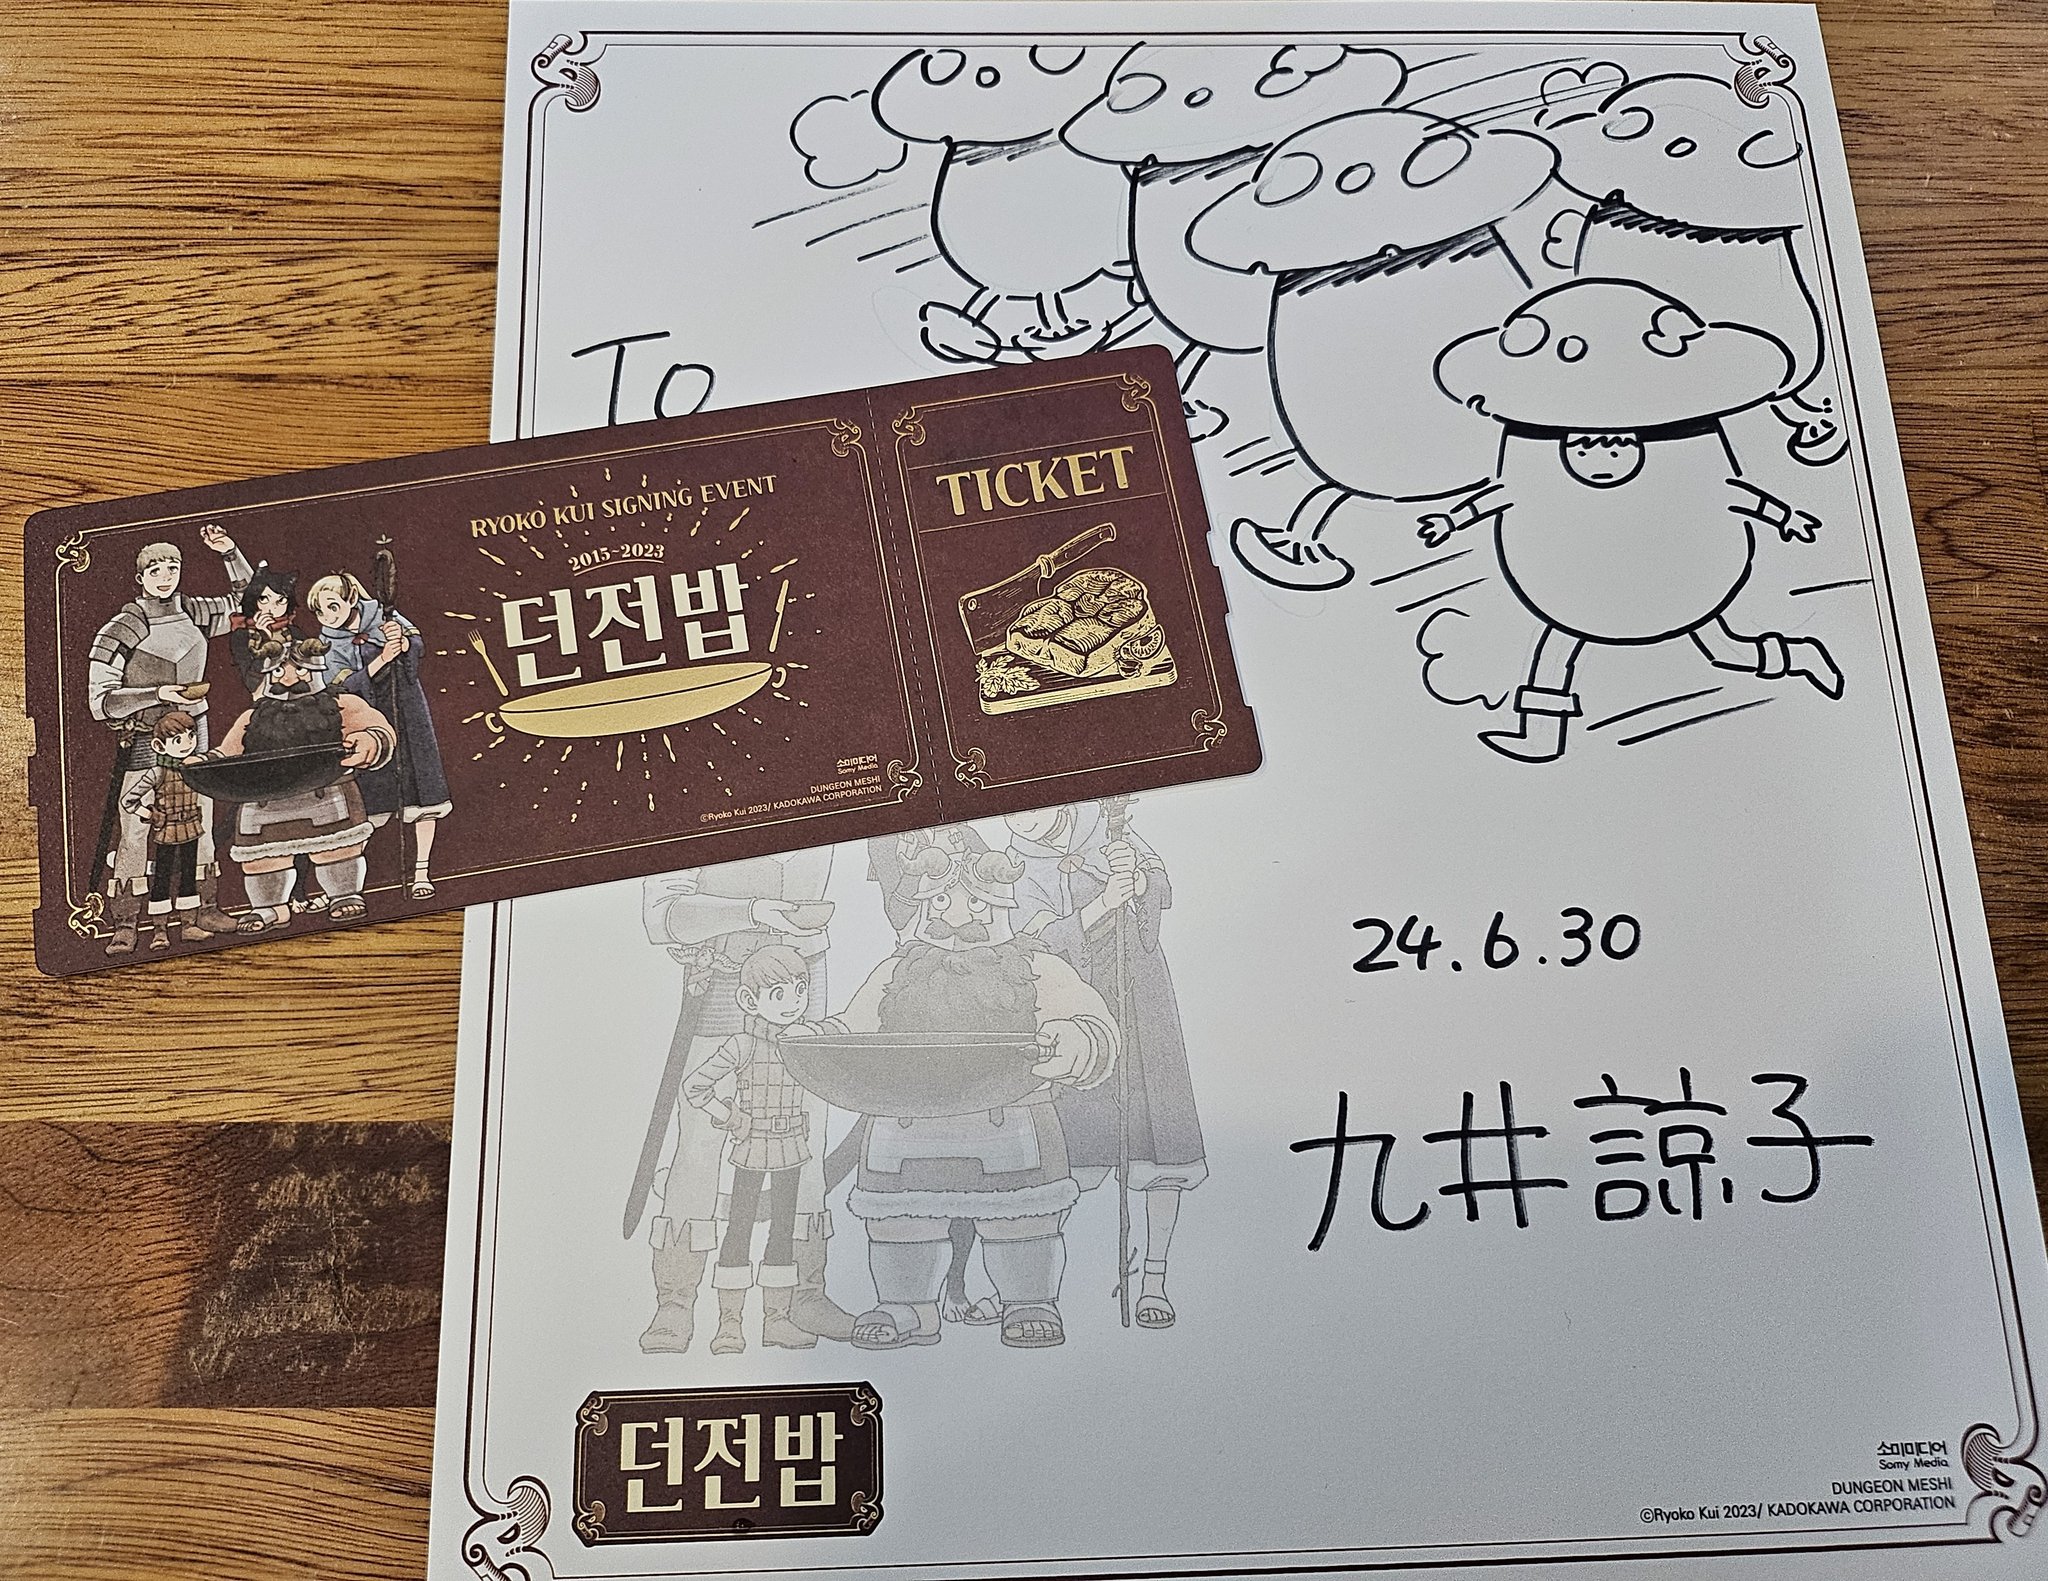 To
RYOKO KUI SIGNING EVENT
2015~2023
던전밥
소미미디어
Somy Media
DUNGEON MESHI
©Ryoko Kui 2023/ KADOKAWA CORPORATION
TICKET
24.6.30
九井諒子
던전밥
소미미디어
Somy Media
DUNGEON MESHI
©Ryoko Kui 2023/ KADOKAWA CORPORATION